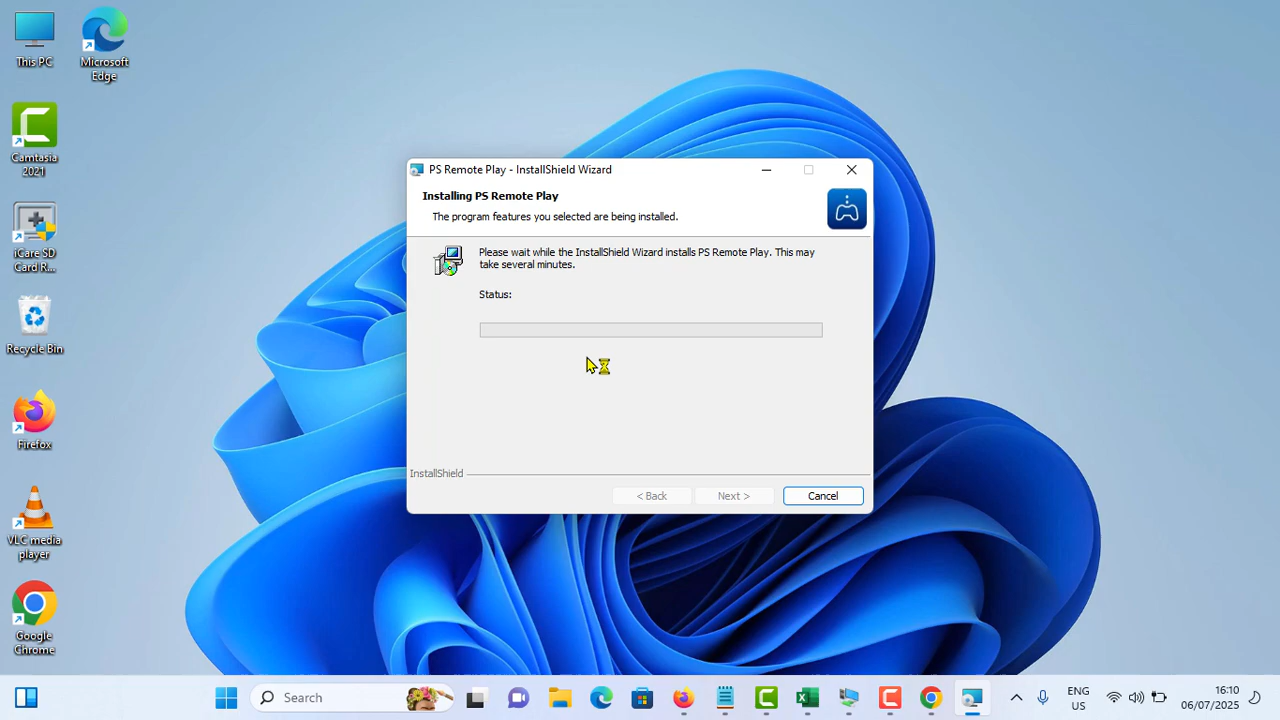 This PC
Microsoft
Edge
Camtasia
2021
iCare SD
Card R...
Recycle Bin
Firefox
VLC media
player
Google
Chrome
PS Remote Play - InstallShield Wizard
Installing PS Remote Play
The program features you selected are being installed.
Please wait while the InstallShield Wizard installs PS Remote Play. This may
take several minutes.
Status:
InstallShield
< Back
Next >
Cancel
Search
ENG
US
16:10
06/07/2025